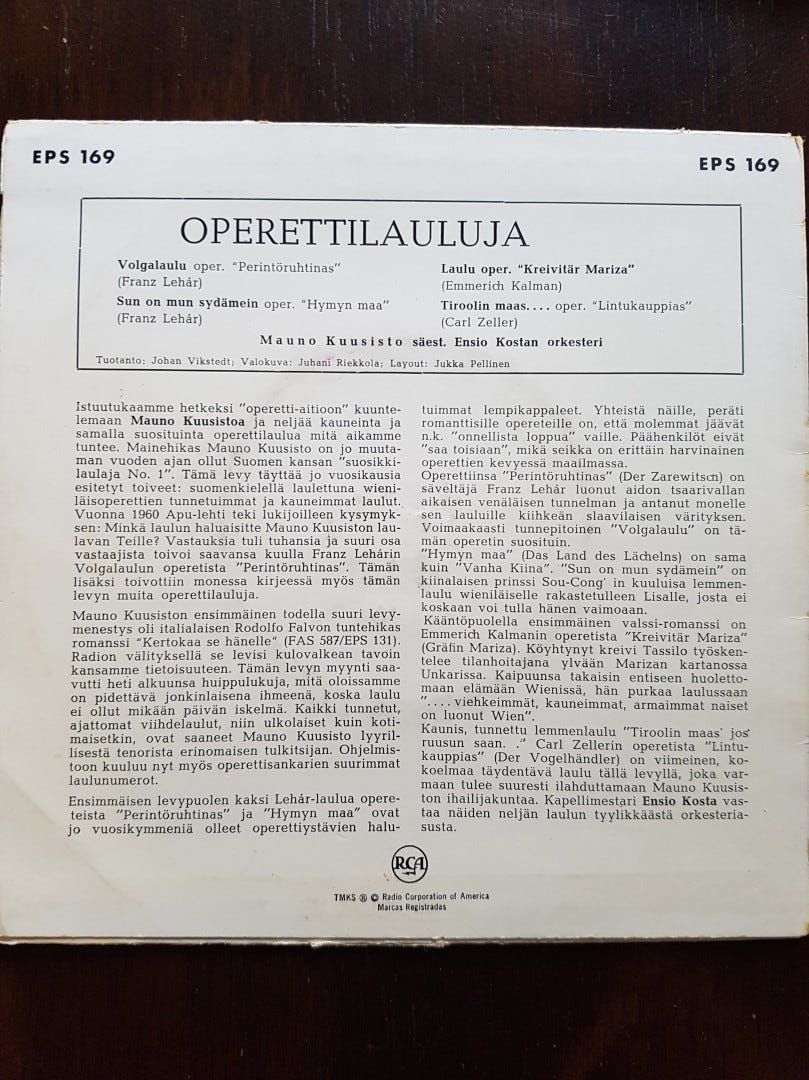 EPS 169
EPS 169
OPERETTILAULUJA
Volgalaulu oper. "Perintöruhtinas"
(Franz Lehár)
Sun on mun sydämein oper. "Hymyn maa"
(Franz Lehár)
Laulu oper. "Kreivitär Mariza"
(Emmerich Kalman)
Tiroolin maas.... oper. "Lintukauppias"
(Carl Zeller)
Mauno Kuusisto säest. Ensio Kostan orkesteri
Tuotanto: Johan Vikstedt; Valokuva: Juhani Riekkola; Layout: Jukka Pellinen
Istuutukaamme hetkeksi "operetti-aitioon" kuunte-
lemaan Mauno Kuusistoa ja neljää kauneinta ja
samalla suosituinta operettilaulua mitä aikamme
tuntee. Mainehikas Mauno Kuusisto on jo muuta-
man vuoden ajan ollut Suomen kansan "suosikki-
laulaja No. 1". Tämä levy täyttää jo vuosikausia
esitetyt toiveet: suomenkielellä laulettuna wieni-
läisoperettien tunnetuimmat ja kauneimmat laulut.
Vuonna 1960 Apu-lehti teki lukijoilleen kysymyk-
sen: Minkä laulun haluaisitte Mauno Kuusiston lau-
lavan Teille? Vastauksia tuli tuhansia ja suuri osa
vastaajista toivoi saavansa kuulla Franz Lehárin
Volgalaulun operetista "Perintöruhtinas". Tämän
lisäksi toivottiin monessa kirjeessä myös tämän
levyn muita operettilauluja.
Mauno Kuusiston ensimmäinen todella suuri levy-
menestys oli italialaisen Rodolfo Falvon tuntehikas
romanssi "Kertokaa se hänelle" (FAS 587/EPS 131).
Radion välityksellä se levisi kulovalkean tavoin
kansamme tietoisuuteen. Tämän levyn myynti saa-
vutti heti alkuunsa huippulukuja, mitä oloissamme
on pidettävä jonkinlaisena ihmeenä, koska laulu
ei ollut mikään päivän iskelmä. Kaikki tunnetut,
ajattomat viihdelaulut, niin ulkolaiset kuin koti-
maisetkin, ovat saaneet Mauno Kuusisto lyyril-
lisestä tenorista erinomaisen tulkitsijan. Ohjelmis-
toon kuuluu nyt myös operettisankarien suurimmat
laulunumerot.
Ensimmäisen levypuolen kaksi Lehár-laulua opere-
teista "Perintöruhtinas" ja "Hymyn maa" ovat
jo vuosikymmeniä olleet operettiystävien halu-
tuimmat lempikappaleet. Yhteistä näille, peräti
romanttisille opereteille on, että molemmat jäävät
n.k. "onnellista loppua" vaille. Päähenkilöt eivät
"saa toisiaan", mikä seikka on erittäin harvinainen
operettien kevyessä maailmassa.
Operettiinsa "Perintöruhtinas" (Der Zarewitsch) on
säveltäjä Franz Lehár luonut aidon tsaarivallan
aikaisen venäläisen tunnelman ja antanut monelle
sen lauluille kiihkeän slaavilaisen värityksen.
Voimaakaasti tunnepitoinen "Volgalaulu" on tä-
män operetin suosituin.
"Hymyn maa" (Das Land des Lächelns) on sama
kuin "Vanha Kiina". "Sun on mun sydämein" on
kiinalaisen prinssi Sou-Cong' in kuuluisa lemmen-
laulu wieniläiselle rakastetulleen Lisalle, josta ei
koskaan voi tulla hänen vaimoaan.
Kääntöpuolella ensimmäinen valssi-romanssi on
Emmerich Kalmanin operetista "Kreivitär Mariza"
(Gräfin Mariza). Köyhtynyt kreivi Tassilo työsken-
telee tilanhoitajana ylvään Marizan kartanossa
Unkarissa. Kaipuunsa takaisin entiseen huoletto-
maan elämään Wienissä, hän purkaa laulussaan
".... viehkeimmät, kauneimmat, armaimmat naiset
on luonut Wien".
Kaunis, tunnettu lemmenlaulu "Tiroolin maas' jos
ruusun saan. ." Carl Zellerin operetista "Lintu-
kauppias" (Der Vogelhändler) on viimeinen, ko-
koelmaa täydentävä laulu tällä levyllä, joka var-
maan tulee suuresti ilahduttamaan Mauno Kuusis-
ton ihailijakuntaa. Kapellimestari Ensio Kosta vas-
taa näiden neljän laulun tyylikkäästä orkesteria-
susta.
RCA
TMKS ® © Radio Corporation of America
Marcas Registradas